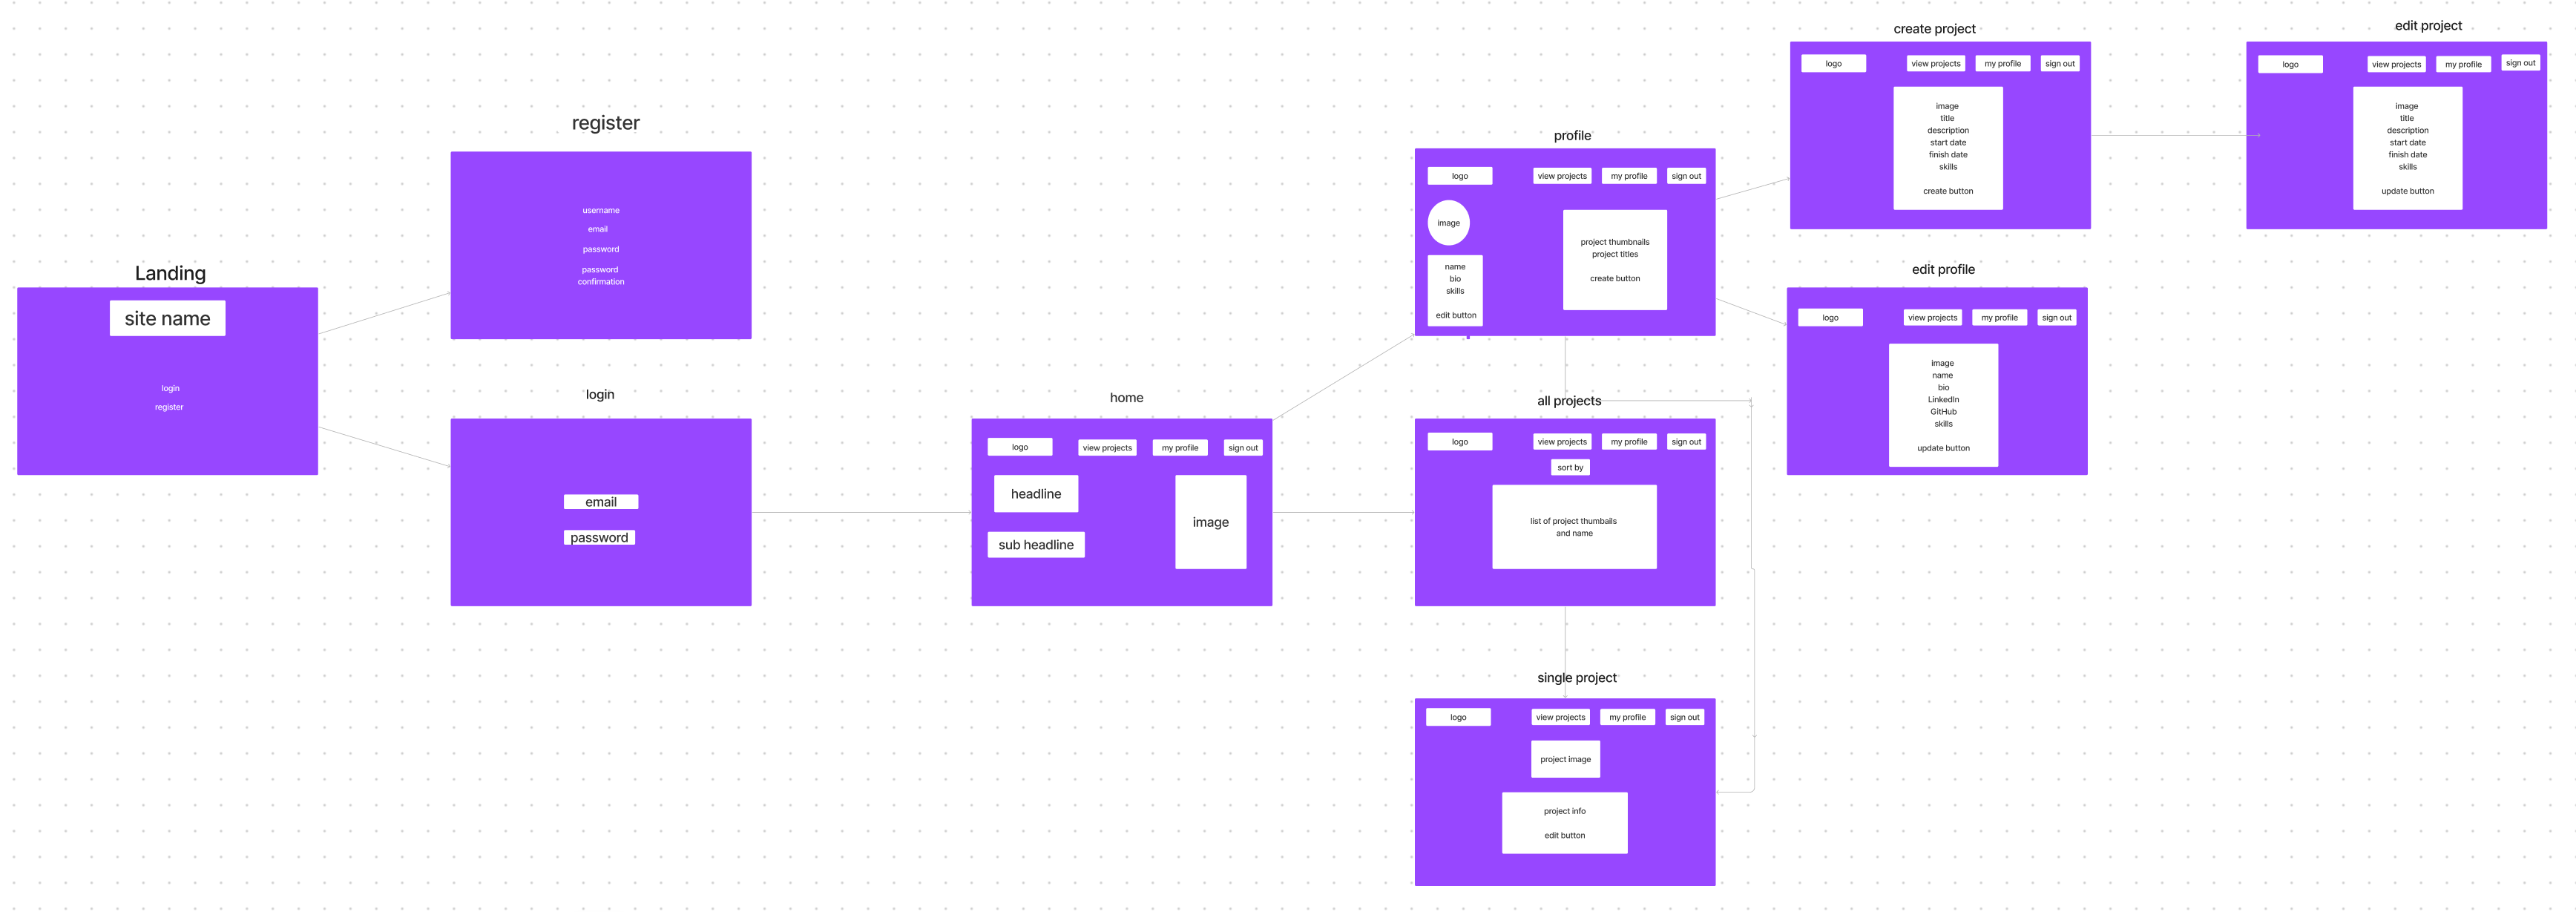 Landing
site name
login
register
register
username
email
password
password
confirmation
login
email
password
home
logo
view projects
my profile
sign out
headline
sub headline
image
profile
logo
view projects
my profile
sign out
image
name
bio
skills
edit button
project thumbnails
project titles
create button
all projects
logo
view projects
my profile
sign out
sort by
list of project thumbails
and name
single project
logo
view projects
my profile
sign out
project image
project info
edit button
create project
logo
view projects
my profile
sign out
image
title
description
start date
finish date
skills
create button
edit profile
logo
view projects
my profile
sign out
image
name
bio
LinkedIn
GitHub
skills
update button
edit project
logo
view projects
my profile
sign out
image
title
description
start date
finish date
skills
update button